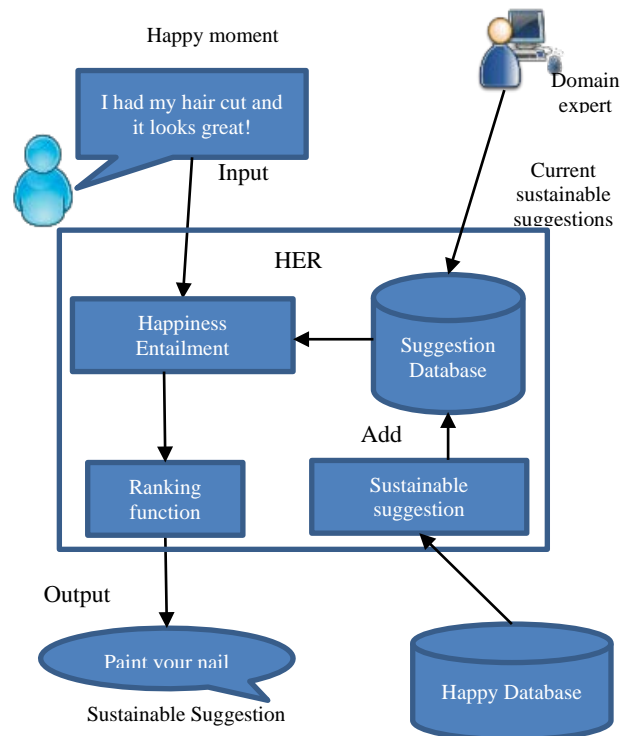 Happy moment
I had my hair cut and
it looks great!
Domain
expert
Input
Current
sustainable
suggestions
HER
Happiness
Entailment
Suggestion
Database
Add
Ranking
function
Sustainable
suggestion
Output
Paint your nail
Happy Database
Sustainable Suggestion